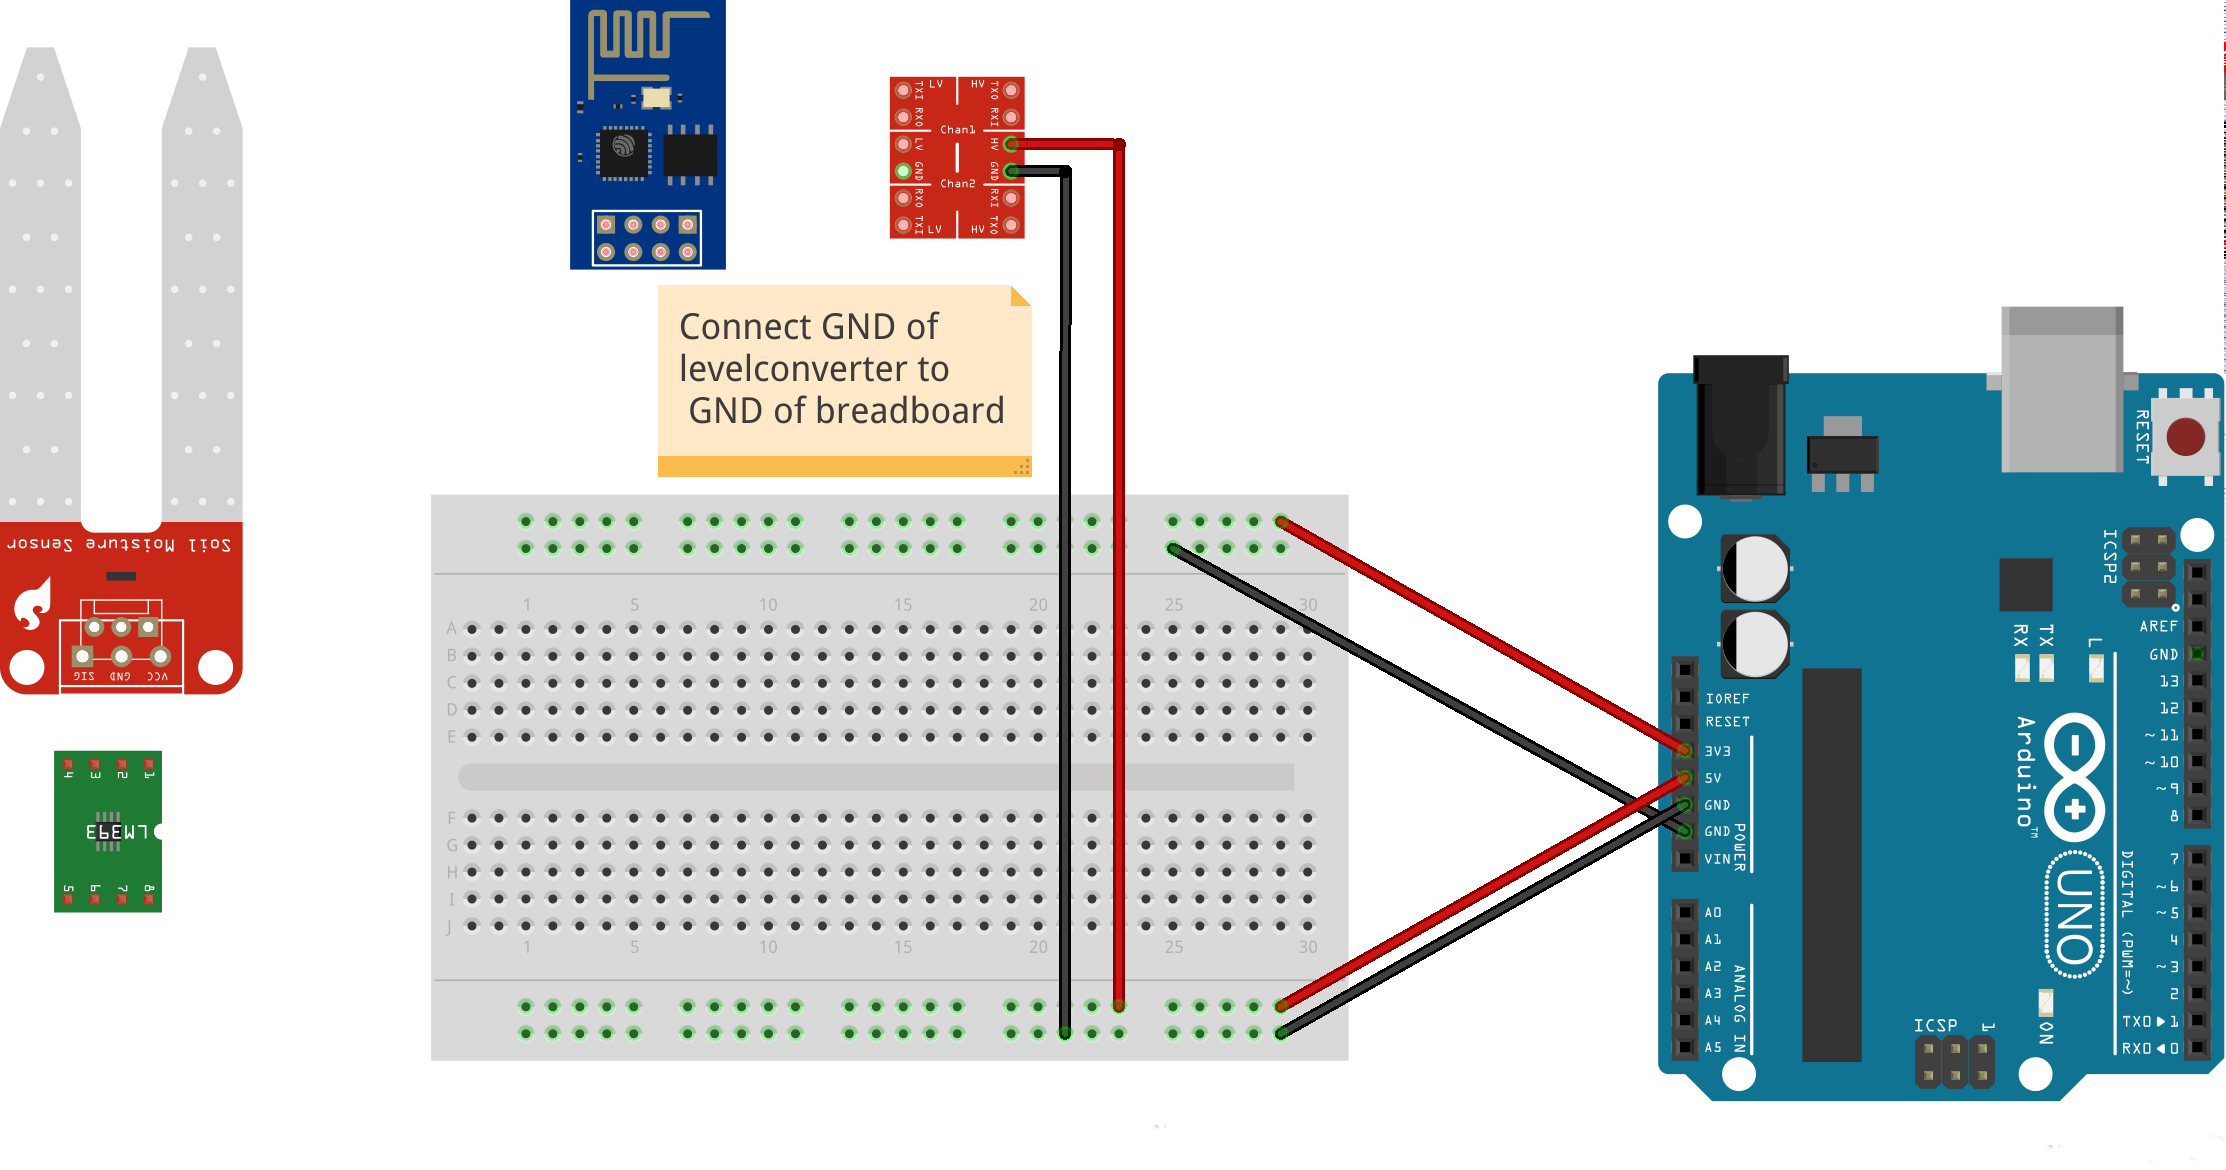 LV HV
TXI TXO
RXO RXI
Chan1
LV HV
GND GND
Chan2
RXO RXI
TXI TXO
LV HV
Connect GND of
levelconverter to
GND of breadboard
Soil Moisture Sensor
SIG GND VCC
4 3 2 1
LM393
5 6 7 8
1 5 10 15 20 25 30
A
B
C
D
E
F
G
H
I
J
1 5 10 15 20 25 30
RESET
ICSP2
AREF
GND
13
12
~11
~10
~9
8
7
~6
~5
4
~3
2
TX0▶1
RX0◀0
RX TX L
IOREF
RESET
3V3
5V
GND
GND
VIN
POWER
A0
A1
A2
A3
A4
A5
ANALOG IN
Arduino™
UNO
DIGITAL (PWM=~)
ICSP 1
ON